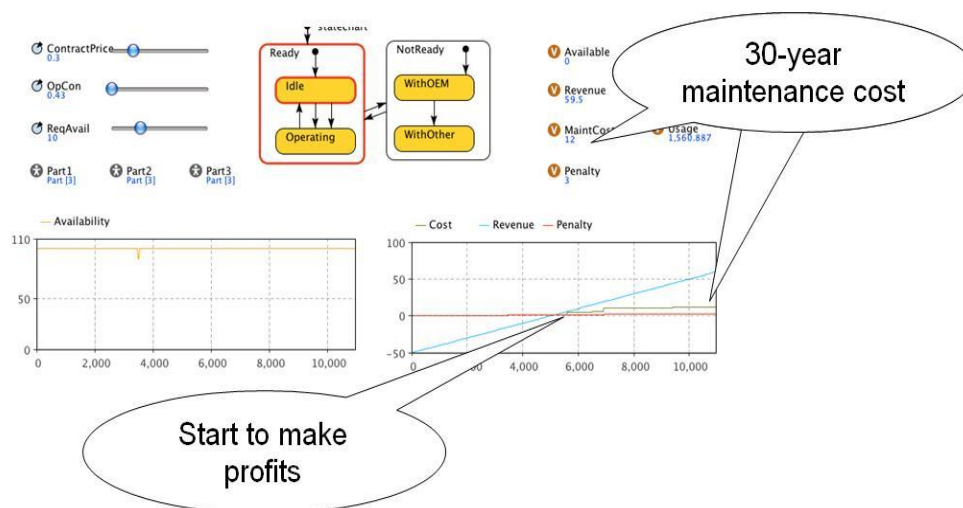 statechart
ContractPrice
0.3
OpCon
0.43
ReqAvail
10
Part1
Part [3]
Part2
Part [3]
Part3
Part [3]
Ready
Idle
Operating
NotReady
WithOEM
WithOther
Available
0
Revenue
59.5
MaintCos
12
Usage
1,560.887
Penalty
3
30-year
maintenance cost
Availability
110
50
0
0 2,000 4,000 6,000 8,000 10,000
Cost Revenue Penalty
100
50
0
-50
0 4,000 6,000 8,000 10,000
Start to make
profits